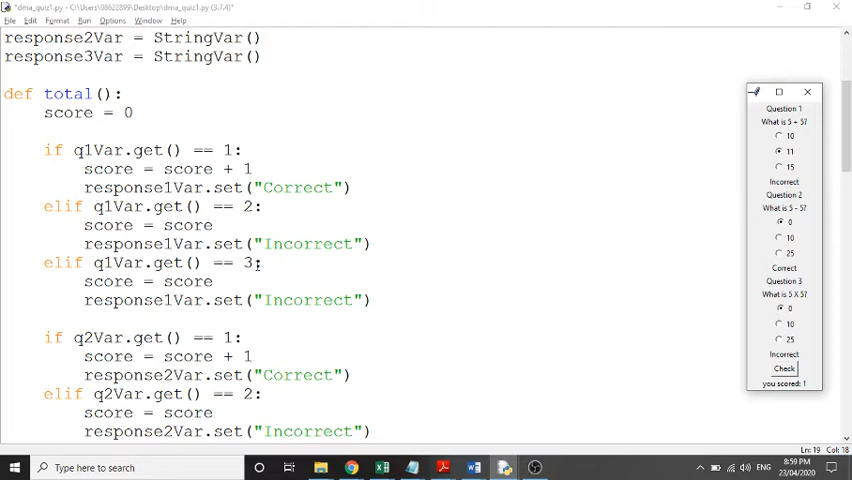 *dma_quiz1.py - C:\Users\08622899\Desktop\dma_quiz1.py (3.7.4)*
File Edit Format Run Options Window Help
response2Var = StringVar()
response3Var = StringVar()
def total():
score = 0
if q1Var.get() == 1:
score = score + 1
response1Var.set("Correct")
elif q1Var.get() == 2:
score = score
response1Var.set("Incorrect")
elif q1Var.get() == 3:
score = score
response1Var.set("Incorrect")
if q2Var.get() == 1:
score = score + 1
response2Var.set("Correct")
elif q2Var.get() == 2:
score = score
response2Var.set("Incorrect")
Question 1
What is 5 + 5?
10
11
15
Incorrect
Question 2
What is 5 - 5?
0
10
25
Correct
Question 3
What is 5 X 5?
0
10
25
Incorrect
Check
you scored: 1
Ln: 19 Col: 18
Type here to search
ENG
8:59 PM
23/04/2020